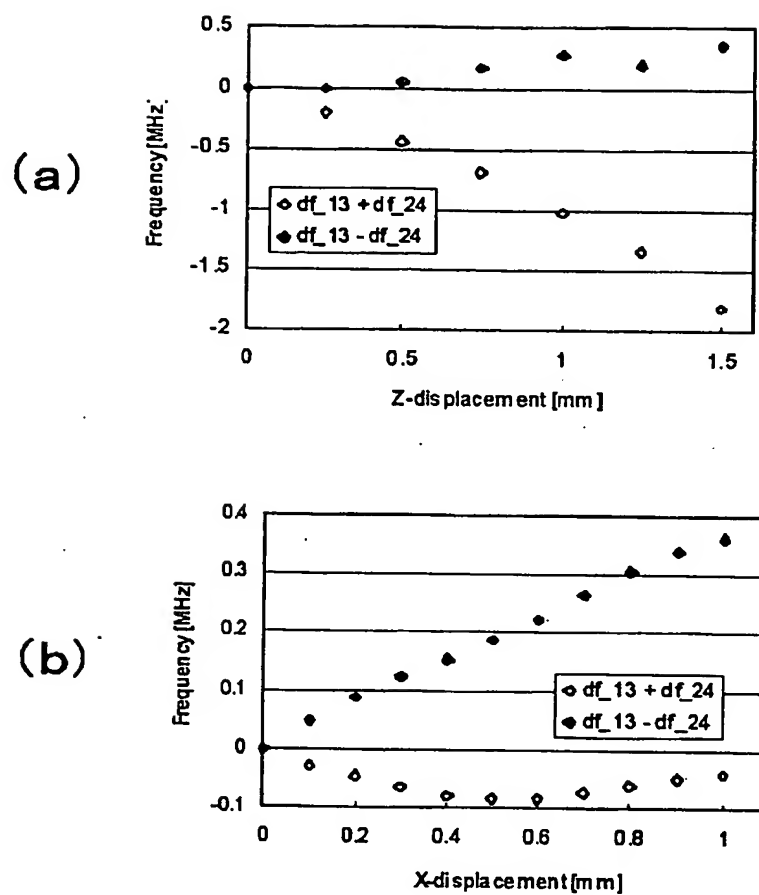 (a)
Frequency [MHz]
0.5
0
-0.5
-1
-1.5
-2
df_13 + df_24
df_13 - df_24
0
0.5
1
1.5
Z-displacement [mm]
(b)
Frequency [MHz]
0.4
0.3
0.2
0.1
0
-0.1
df_13 + df_24
df_13 - df_24
0
0.2
0.4
0.6
0.8
1
X-displacement [mm]